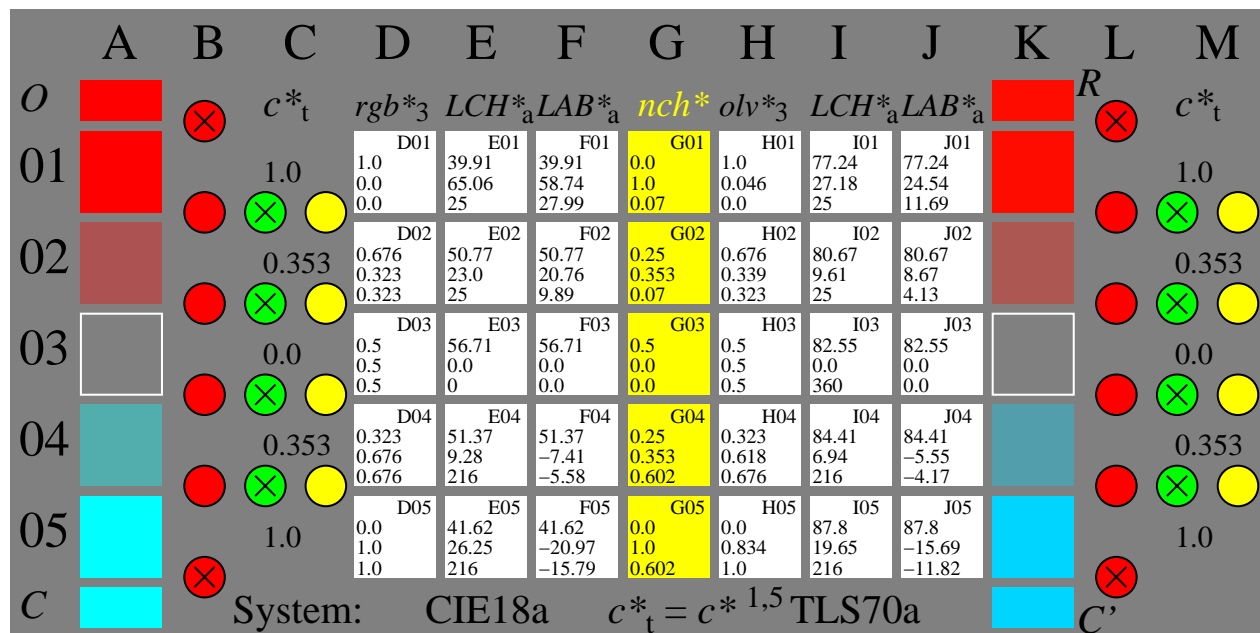 A B C D E F G H I J K L M
O c*t rgb*3 LCH*a LAB*a nch* olv*3 LCH*a LAB*a R c*t
01 1.0 D01 E01 F01 G01 H01 I01 J01 1.0
1.0 39.91 39.91 0.0 1.0 77.24 77.24
0.0 65.06 58.74 1.0 0.046 27.18 24.54
0.0 25 27.99 0.07 0.0 25 11.69
02 0.353 D02 E02 F02 G02 H02 I02 J02 0.353
0.676 50.77 50.77 0.25 0.676 80.67 80.67
0.323 23.0 20.76 0.353 0.339 9.61 8.67
0.323 25 9.89 0.07 0.323 25 4.13
03 0.0 D03 E03 F03 G03 H03 I03 J03 0.0
0.5 56.71 56.71 0.5 0.5 82.55 82.55
0.5 0.0 0.0 0.0 0.5 0.0 0.0
0.5 0 0.0 0.0 0.5 360 0.0
04 0.353 D04 E04 F04 G04 H04 I04 J04 0.353
0.323 51.37 51.37 0.25 0.323 84.41 84.41
0.676 9.28 −7.41 0.353 0.618 6.94 −5.55
0.676 216 −5.58 0.602 0.676 216 −4.17
05 1.0 D05 E05 F05 G05 H05 I05 J05 1.0
0.0 41.62 41.62 0.0 0.0 87.8 87.8
1.0 26.25 −20.97 1.0 0.834 19.65 −15.69
1.0 216 −15.79 0.602 1.0 216 −11.82
C System: CIE18a c*t = c* 1,5 TLS70a C'